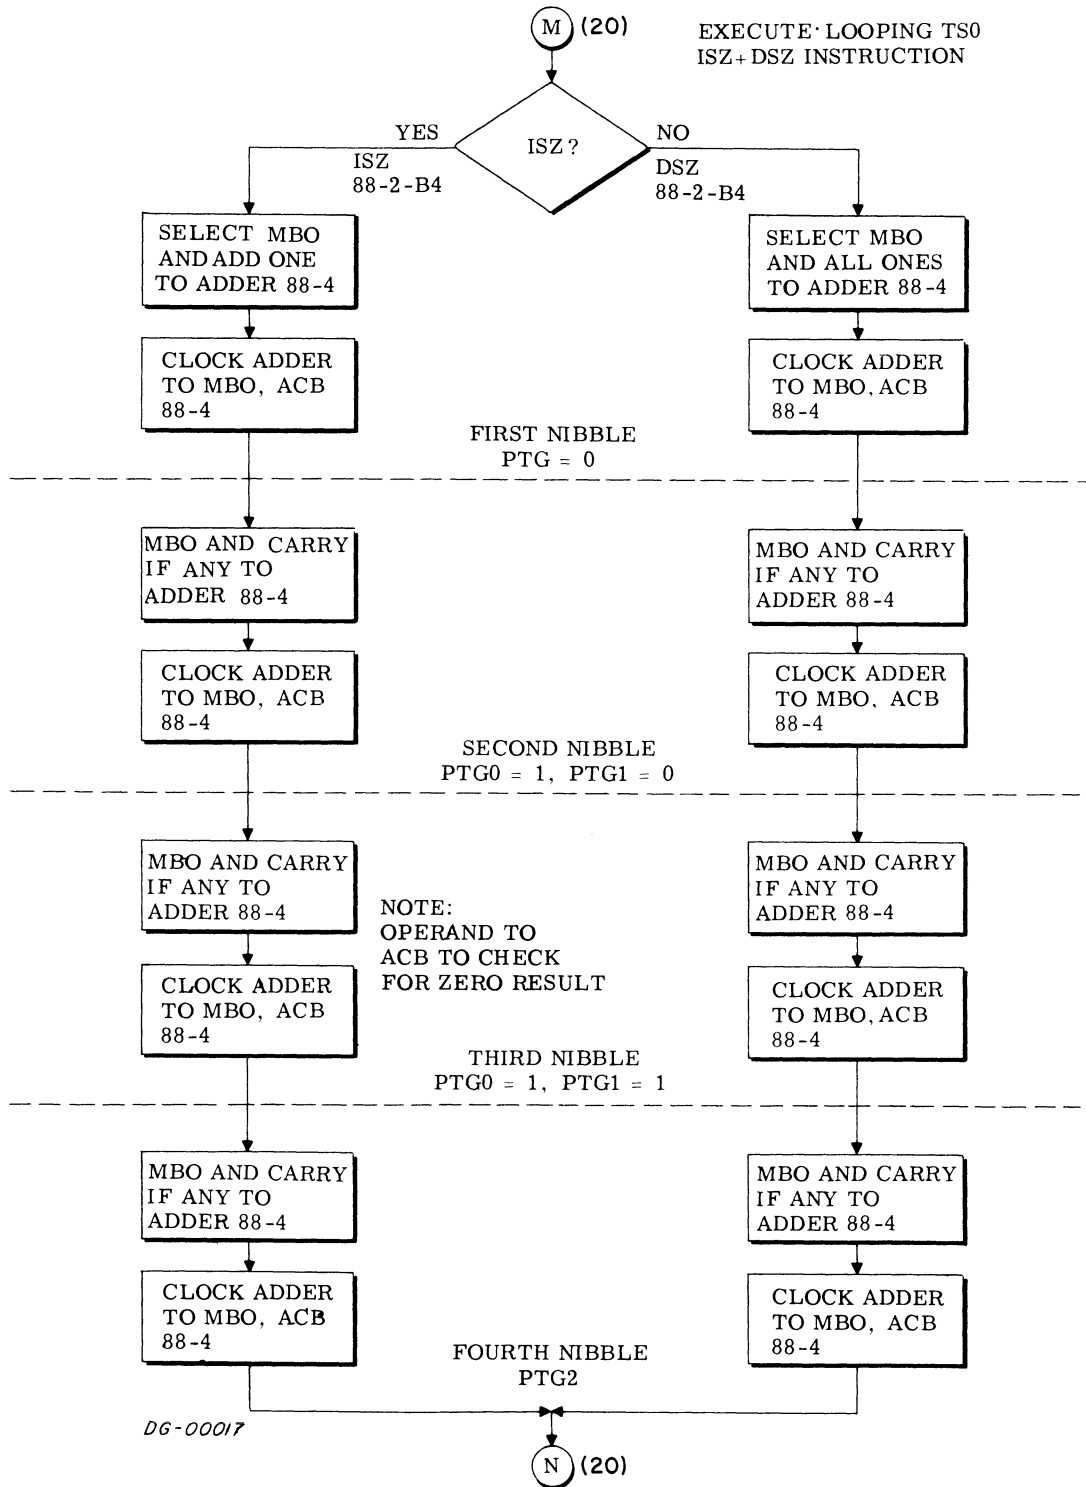 M (20)
EXECUTE· LOOPING TS0
ISZ+DSZ INSTRUCTION
ISZ?
YES
ISZ
88-2-B4
NO
DSZ
88-2-B4
SELECT MBO
AND ADD ONE
TO ADDER 88-4
SELECT MBO
AND ALL ONES
TO ADDER 88-4
CLOCK ADDER
TO MBO, ACB
88-4
CLOCK ADDER
TO MBO, ACB
88-4
FIRST NIBBLE
PTG = 0
MBO AND CARRY
IF ANY TO
ADDER 88-4
MBO AND CARRY
IF ANY TO
ADDER 88-4
CLOCK ADDER
TO MBO, ACB
88-4
CLOCK ADDER
TO MBO, ACB
88-4
SECOND NIBBLE
PTG0 = 1, PTG1 = 0
MBO AND CARRY
IF ANY TO
ADDER 88-4
MBO AND CARRY
IF ANY TO
ADDER 88-4
NOTE:
OPERAND TO
ACB TO CHECK
FOR ZERO RESULT
CLOCK ADDER
TO MBO, ACB
88-4
CLOCK ADDER
TO MBO, ACB
88-4
THIRD NIBBLE
PTG0 = 1, PTG1 = 1
MBO AND CARRY
IF ANY TO
ADDER 88-4
MBO AND CARRY
IF ANY TO
ADDER 88-4
CLOCK ADDER
TO MBO, ACB
88-4
CLOCK ADDER
TO MBO, ACB
88-4
FOURTH NIBBLE
PTG2
DG-00017
N (20)